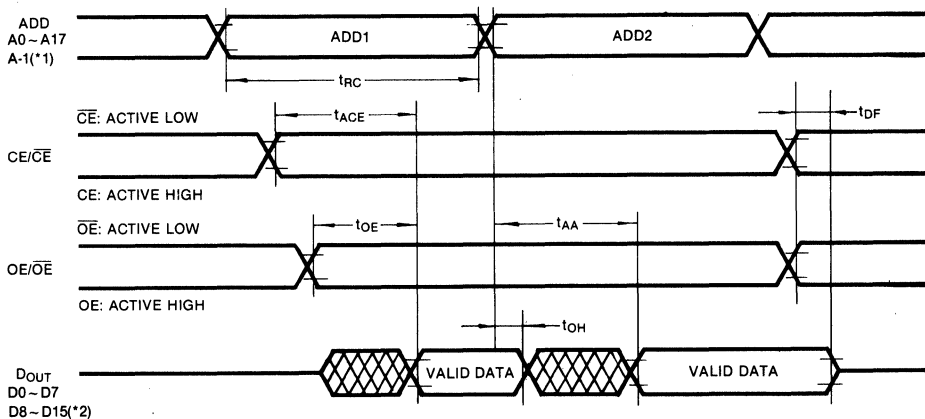 ADD
A0~A17
A-1(*1)
ADD1
ADD2
tRC
CE: ACTIVE LOW
tACE
tDF
CE/CE
CE: ACTIVE HIGH
OE: ACTIVE LOW
tOE
tAA
OE/OE
OE: ACTIVE HIGH
tOH
DOUT
D0~D7
D8~D15(*2)
VALID DATA
VALID DATA